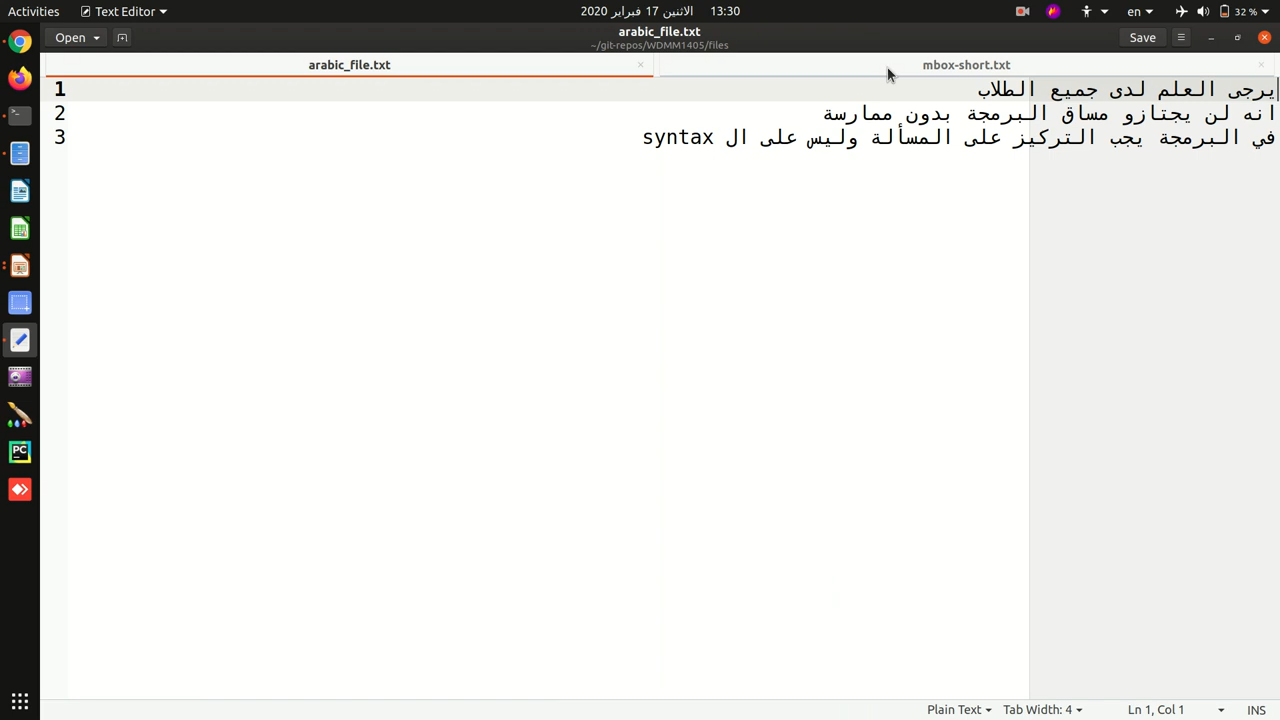 Activities Text Editor الاثنين 17 فبراير 2020 13:30 en 32 %
Open arabic_file.txt Save
~/git-repos/WDMM1405/files
arabic_file.txt mbox-short.txt
1 يرجى العلم لدى جميع الطلاب
2 انه لن يجتازو مساق البرمجة بدون ممارسة
3 في البرمجة يجب التركيز على المسألة وليس على ال syntax
PC
Plain Text Tab Width: 4 Ln 1, Col 1 INS